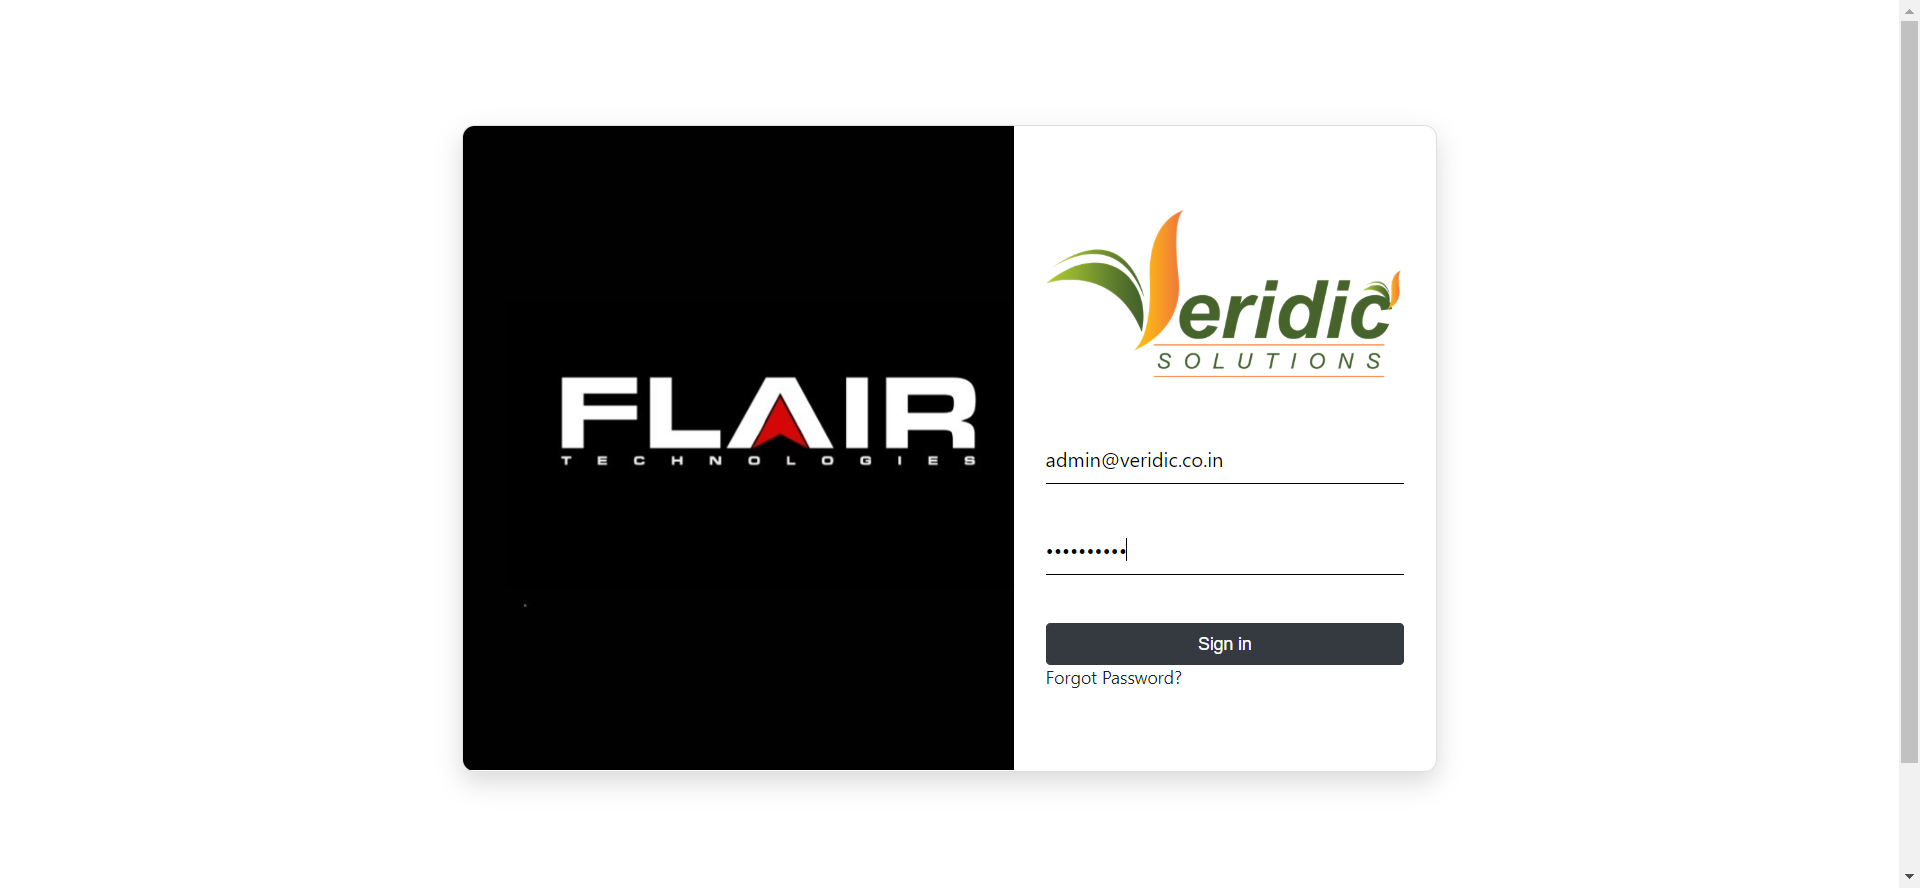 FLAIR
TECHNOLOGIES
Veridic
SOLUTIONS
admin@veridic.co.in
••••••••••
Sign in
Forgot Password?